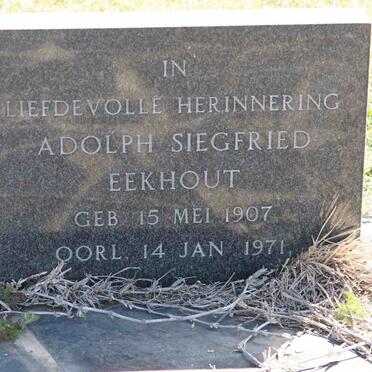 IN
LIEFDEVOLLE HERINNERING
ADOLPH SIEGFRIED
EEKHOUT
GEB. 15 MEI 1907
OORL. 14 JAN 1971